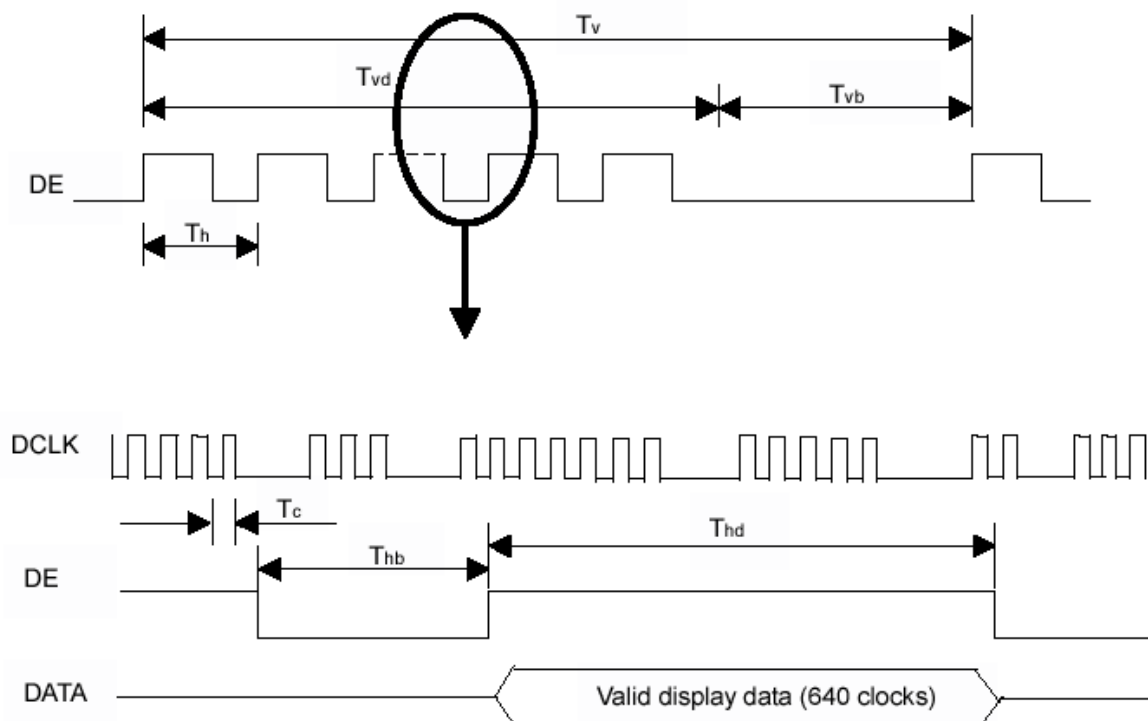 Tv
Tvd
Tvb
DE
Th
DCLK
Tc
Thd
Thb
DE
DATA
Valid display data (640 clocks)